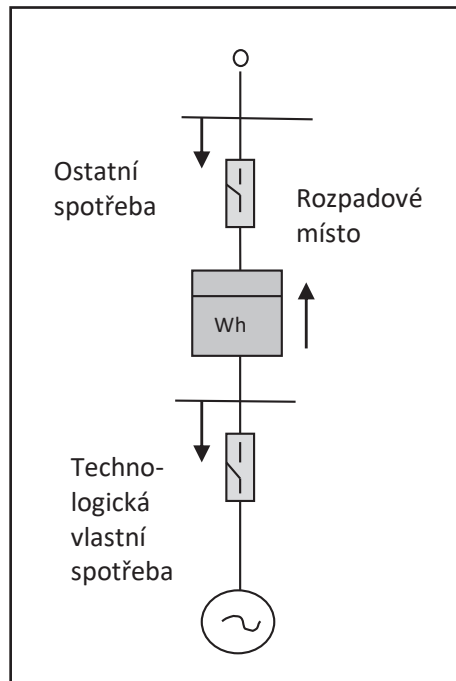 Ostatní
spotřeba
Rozpadové
místo
Wh
Techno-
logická
vlastní
spotřeba